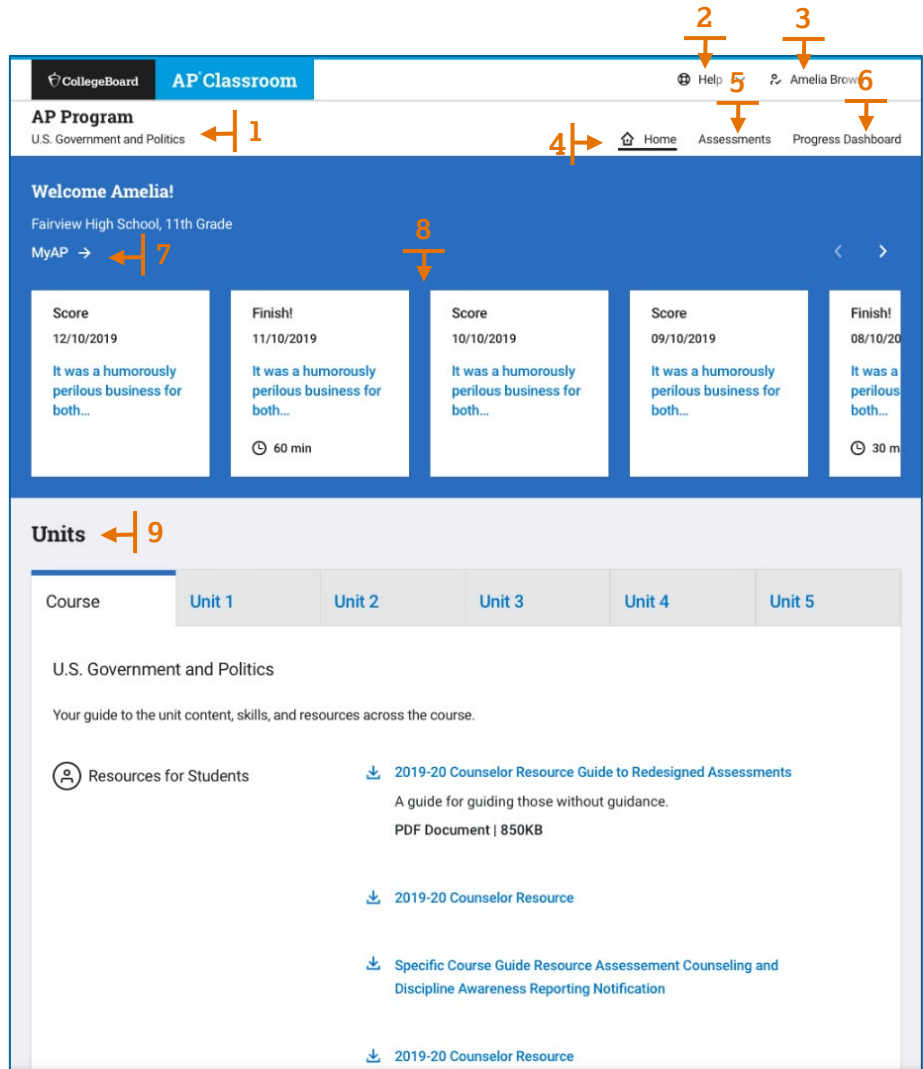 2 3
CollegeBoard AP Classroom Help Amelia Brown
5 6
AP Program
U.S. Government and Politics 1 4 Home Assessments Progress Dashboard
Welcome Amelia!
Fairview High School, 11th Grade
8
MyAP → 7 < >
Score
12/10/2019
It was a humorously
perilous business for
both...
Finish!
11/10/2019
It was a humorously
perilous business for
both...
60 min
Score
10/10/2019
It was a humorously
perilous business for
both...
Score
09/10/2019
It was a humorously
perilous business for
both...
Finish!
08/10/20
It was a
perilous
both...
30 m
Units 9
Course Unit 1 Unit 2 Unit 3 Unit 4 Unit 5
U.S. Government and Politics
Your guide to the unit content, skills, and resources across the course.
Resources for Students
2019-20 Counselor Resource Guide to Redesigned Assessments
A guide for guiding those without guidance.
PDF Document | 850KB
2019-20 Counselor Resource
Specific Course Guide Resource Assessement Counseling and
Discipline Awareness Reporting Notification
2019-20 Counselor Resource